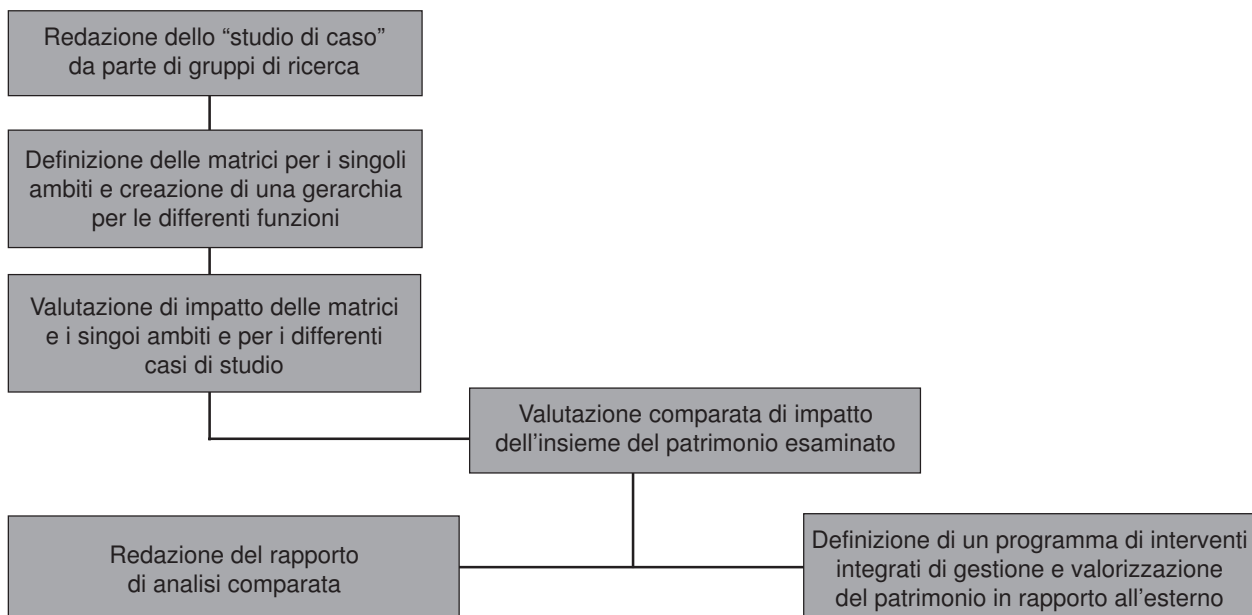 Redazione dello “studio di caso”
da parte di gruppi di ricerca
Definizione delle matrici per i singoli
ambiti e creazione di una gerarchia
per le differenti funzioni
Valutazione di impatto delle matrici
e i singoi ambiti e per i differenti
casi di studio
Valutazione comparata di impatto
dell’insieme del patrimonio esaminato
Redazione del rapporto
di analisi comparata
Definizione di un programma di interventi
integrati di gestione e valorizzazione
del patrimonio in rapporto all’esterno